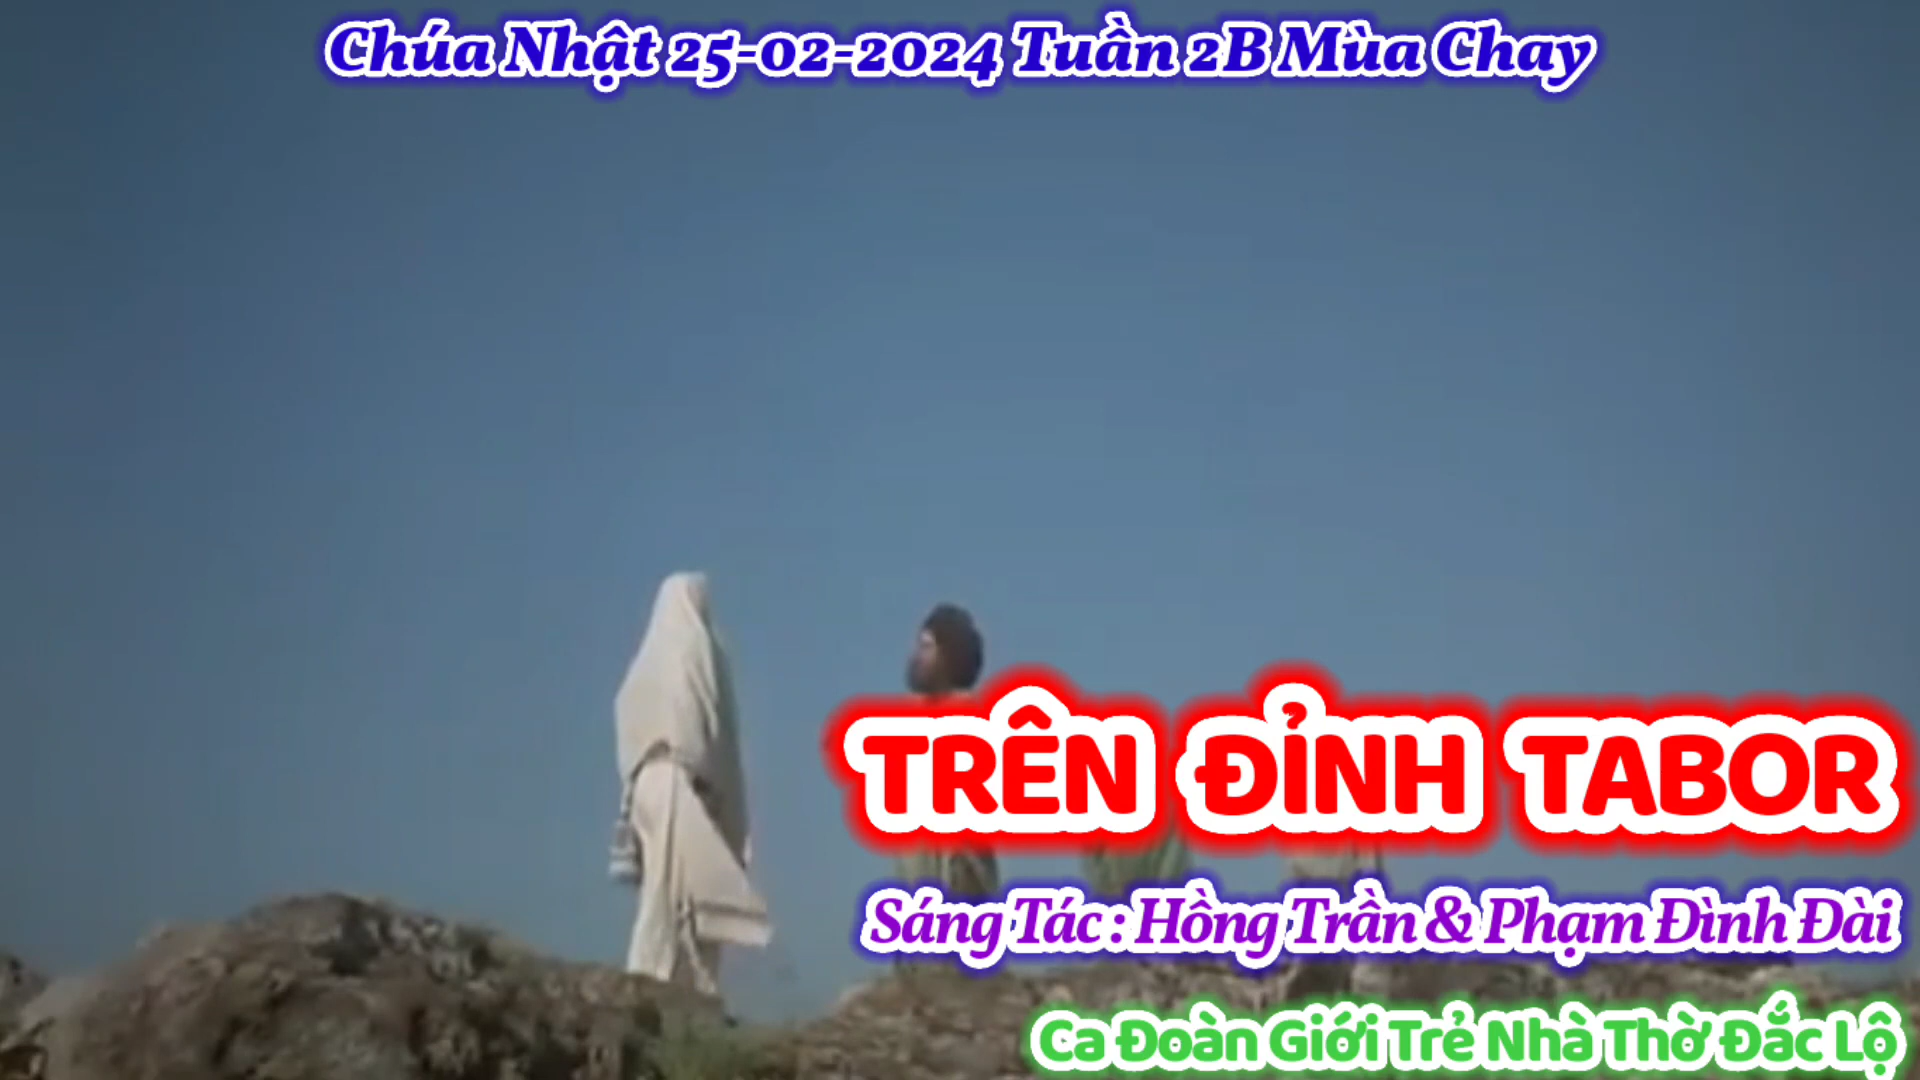 Chúa Nhật 25-02-2024 Tuần 2B Mùa Chay
TRÊN ĐỈNH TABOR
Sáng Tác : Hồng Trần & Phạm Đình Đài
Ca Đoàn Giới Trẻ Nhà Thờ Đắc Lộ